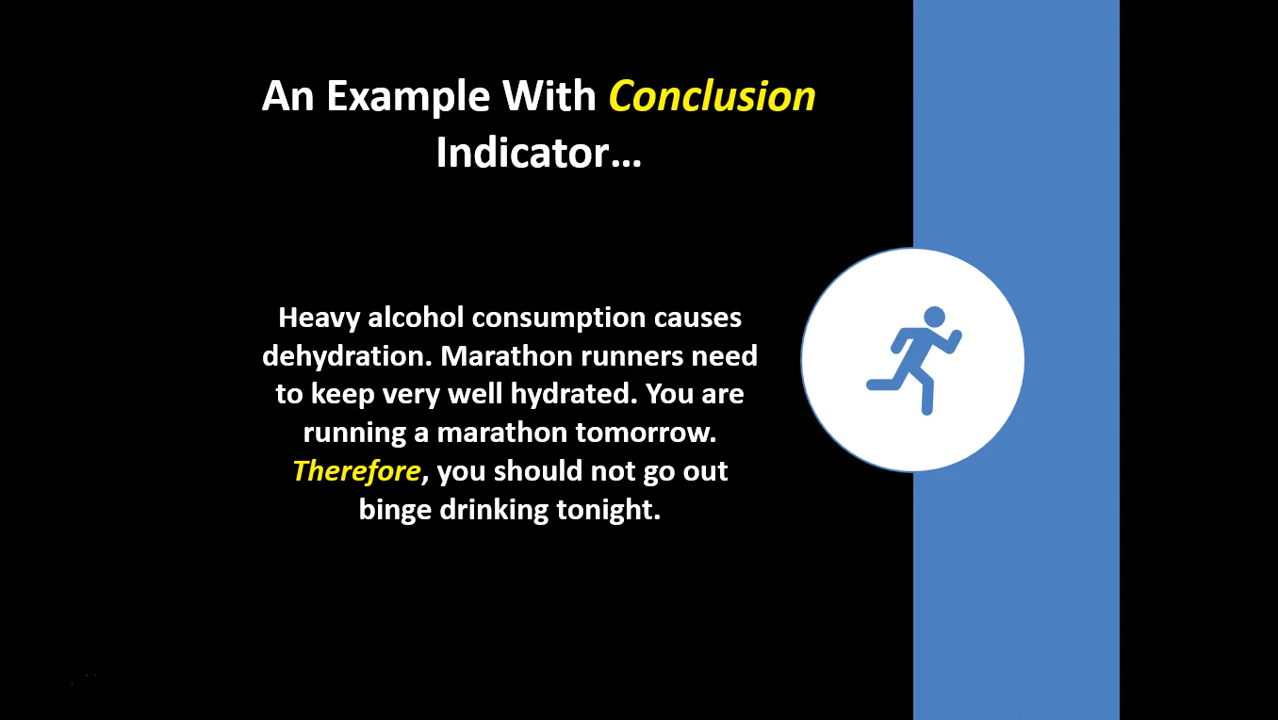 An Example With Conclusion
Indicator…
Heavy alcohol consumption causes
dehydration. Marathon runners need
to keep very well hydrated. You are
running a marathon tomorrow.
Therefore, you should not go out
binge drinking tonight.